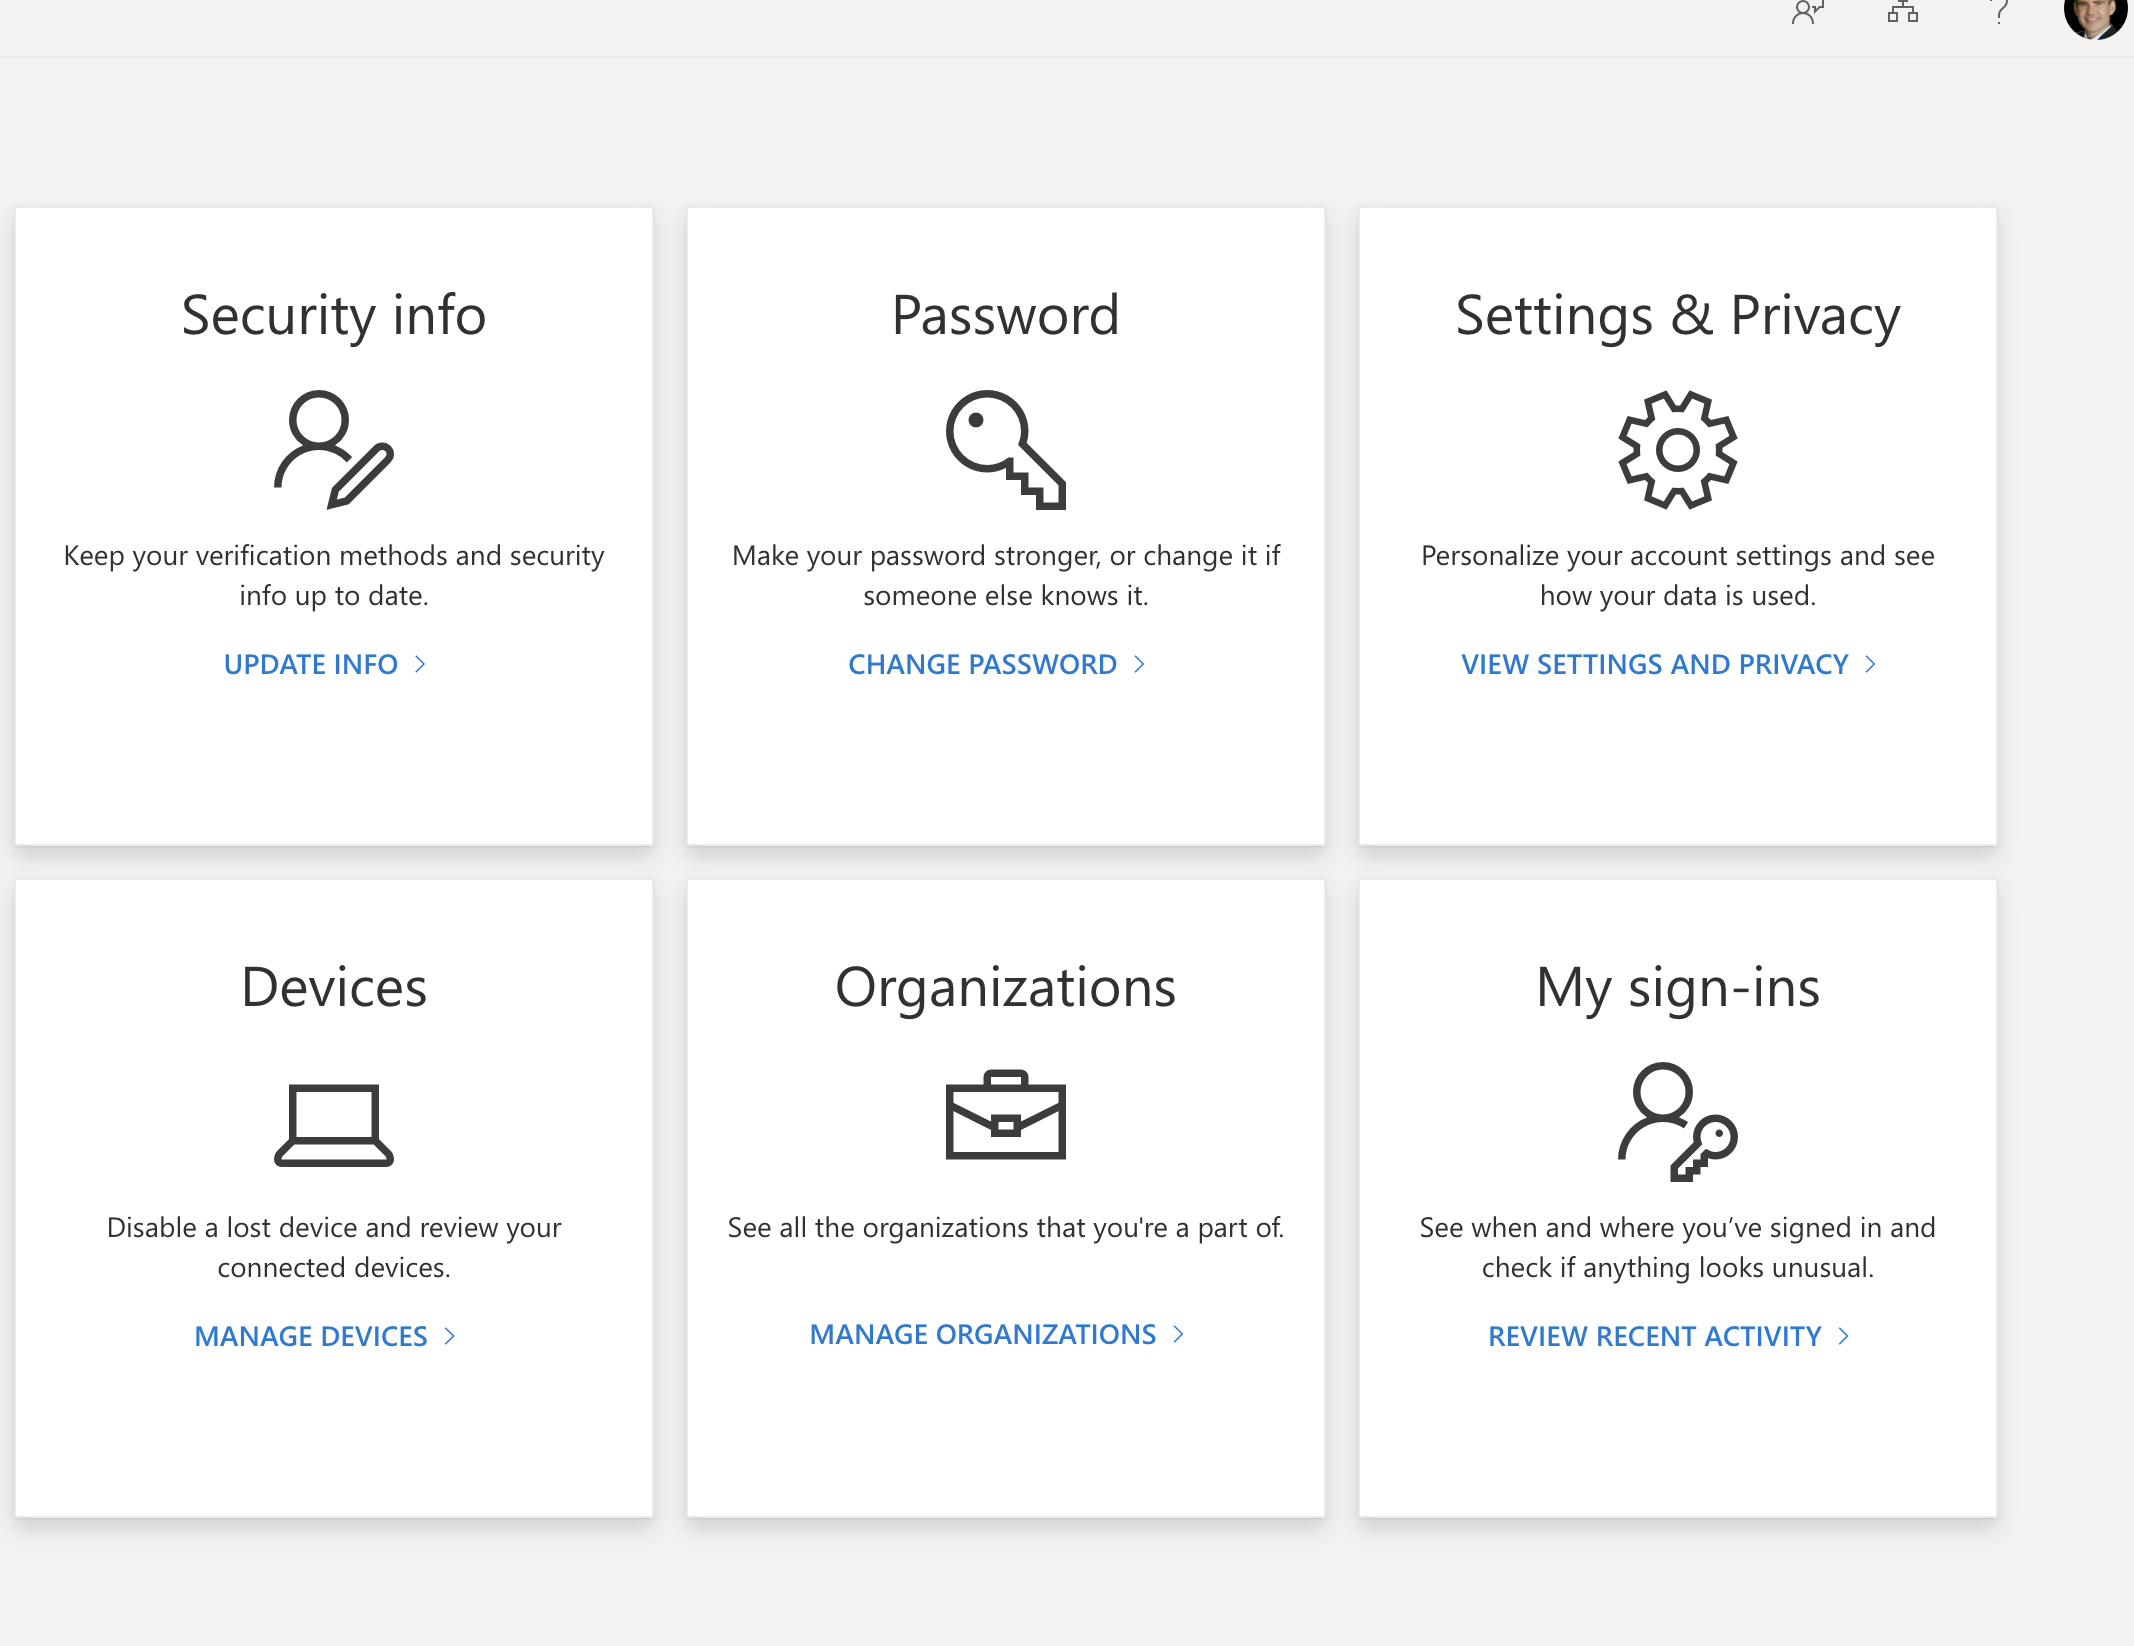 Security info
Keep your verification methods and security
info up to date.
UPDATE INFO
Password
Make your password stronger, or change it if
someone else knows it.
CHANGE PASSWORD
Settings & Privacy
Personalize your account settings and see
how your data is used.
VIEW SETTINGS AND PRIVACY
Devices
Disable a lost device and review your
connected devices.
MANAGE DEVICES
Organizations
See all the organizations that you're a part of.
MANAGE ORGANIZATIONS
My sign-ins
See when and where you’ve signed in and
check if anything looks unusual.
REVIEW RECENT ACTIVITY